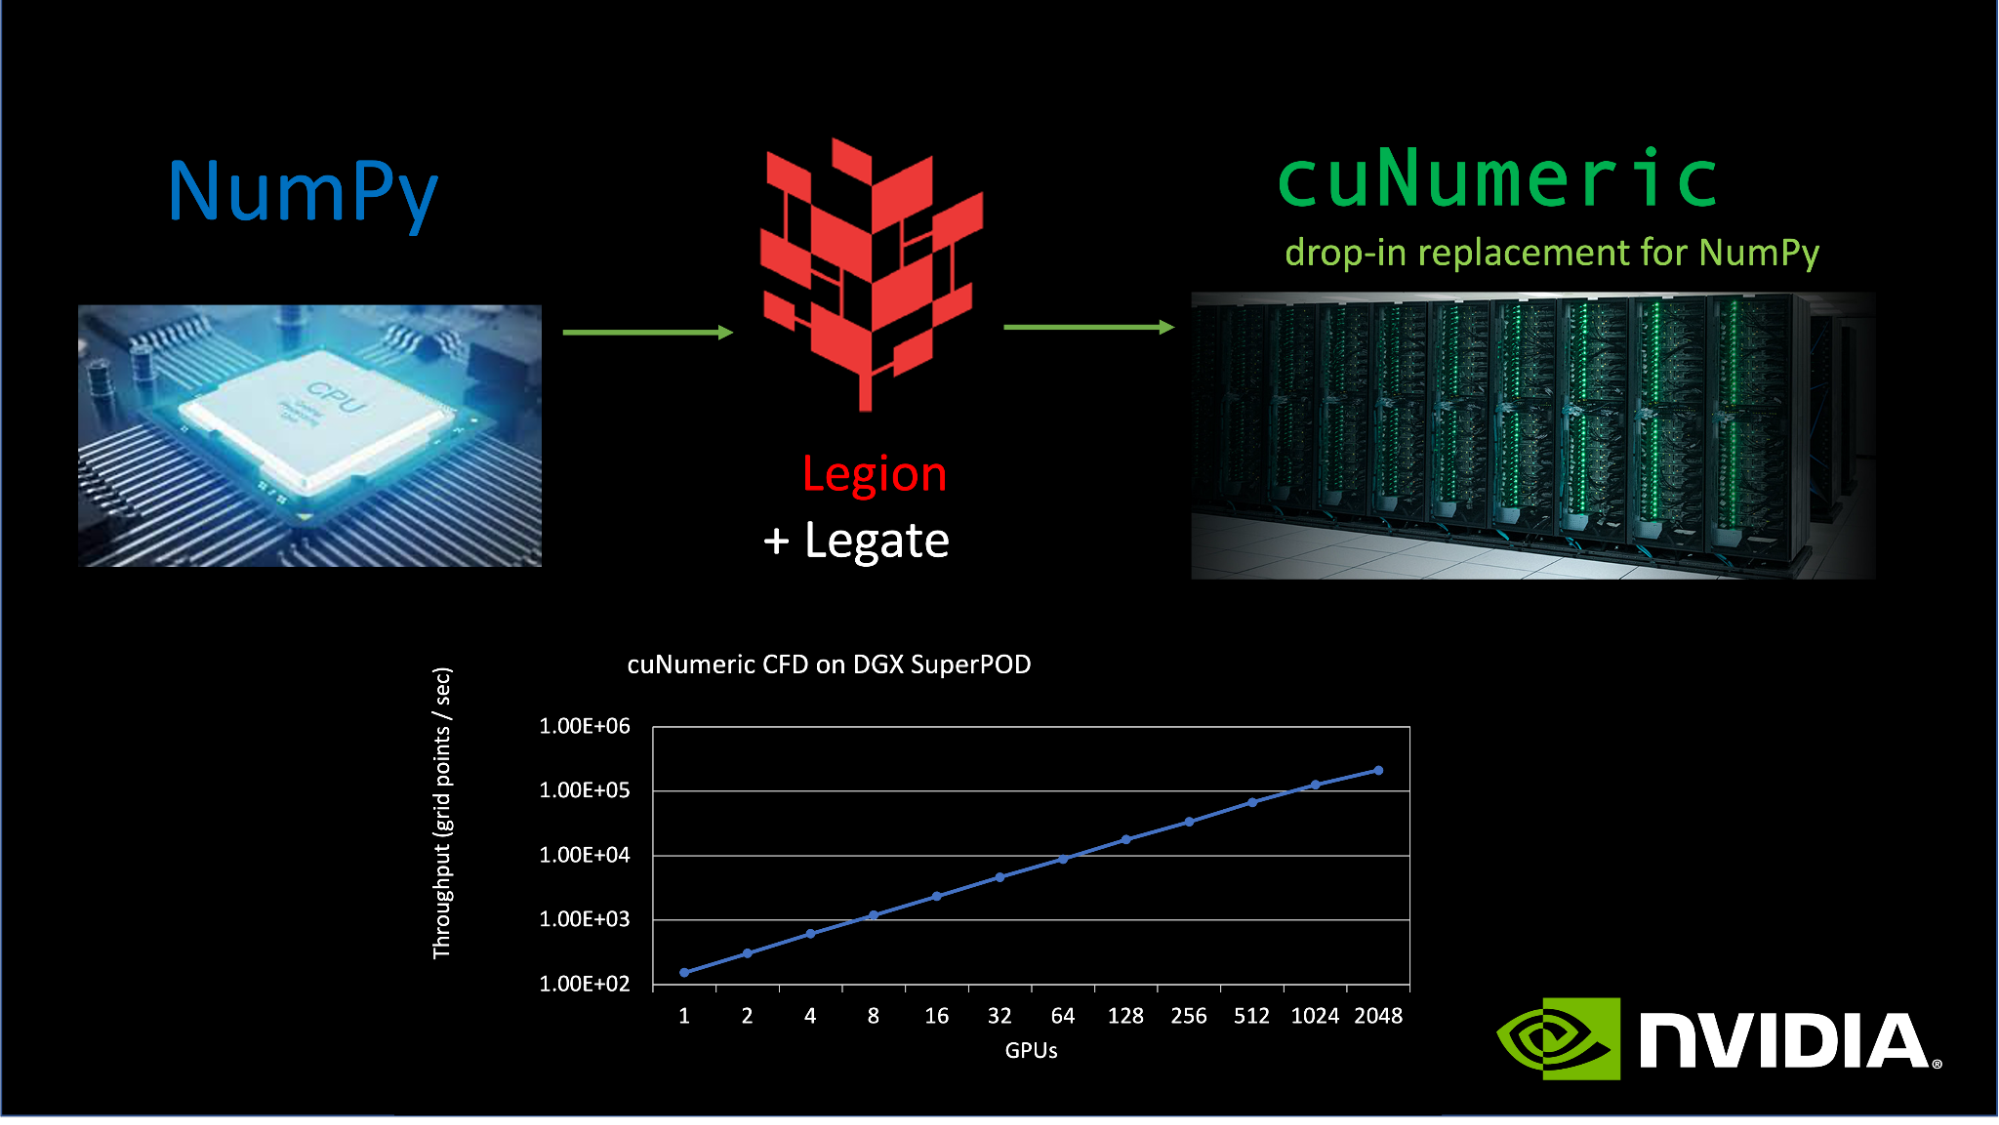 NumPy
cuNumeric
drop-in replacement for NumPy
CPU
Legion
+ Legate
cuNumeric CFD on DGX SuperPOD
Throughput (grid points / sec)
1.00E+06
1.00E+05
1.00E+04
1.00E+03
1.00E+02
1 2 4 8 16 32 64 128 256 512 1024 2048
GPUs
NVIDIA®